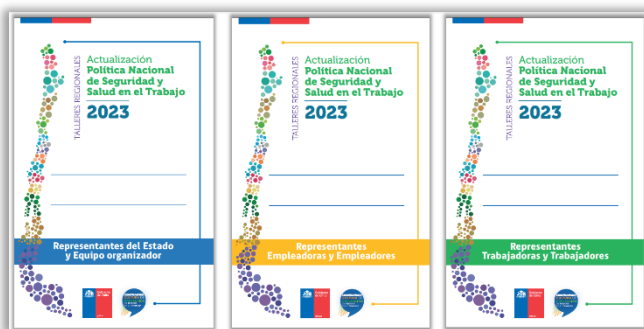 TALLERES REGIONALES
Actualización
Política Nacional
de Seguridad y
Salud en el Trabajo
2023
Representantes del Estado
y Equipo organizador
TALLERES REGIONALES
Actualización
Política Nacional
de Seguridad y
Salud en el Trabajo
2023
Representantes
Empleadoras y Empleadores
TALLERES REGIONALES
Actualización
Política Nacional
de Seguridad y
Salud en el Trabajo
2023
Representantes
Trabajadoras y Trabajadores